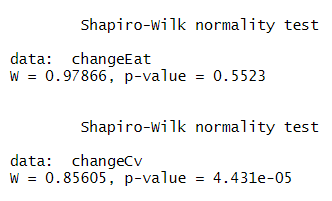 Shapiro-Wilk normality test
data:  changeEat
W = 0.97866, p-value = 0.5523
Shapiro-Wilk normality test
data:  changeCv
W = 0.85605, p-value = 4.431e-05